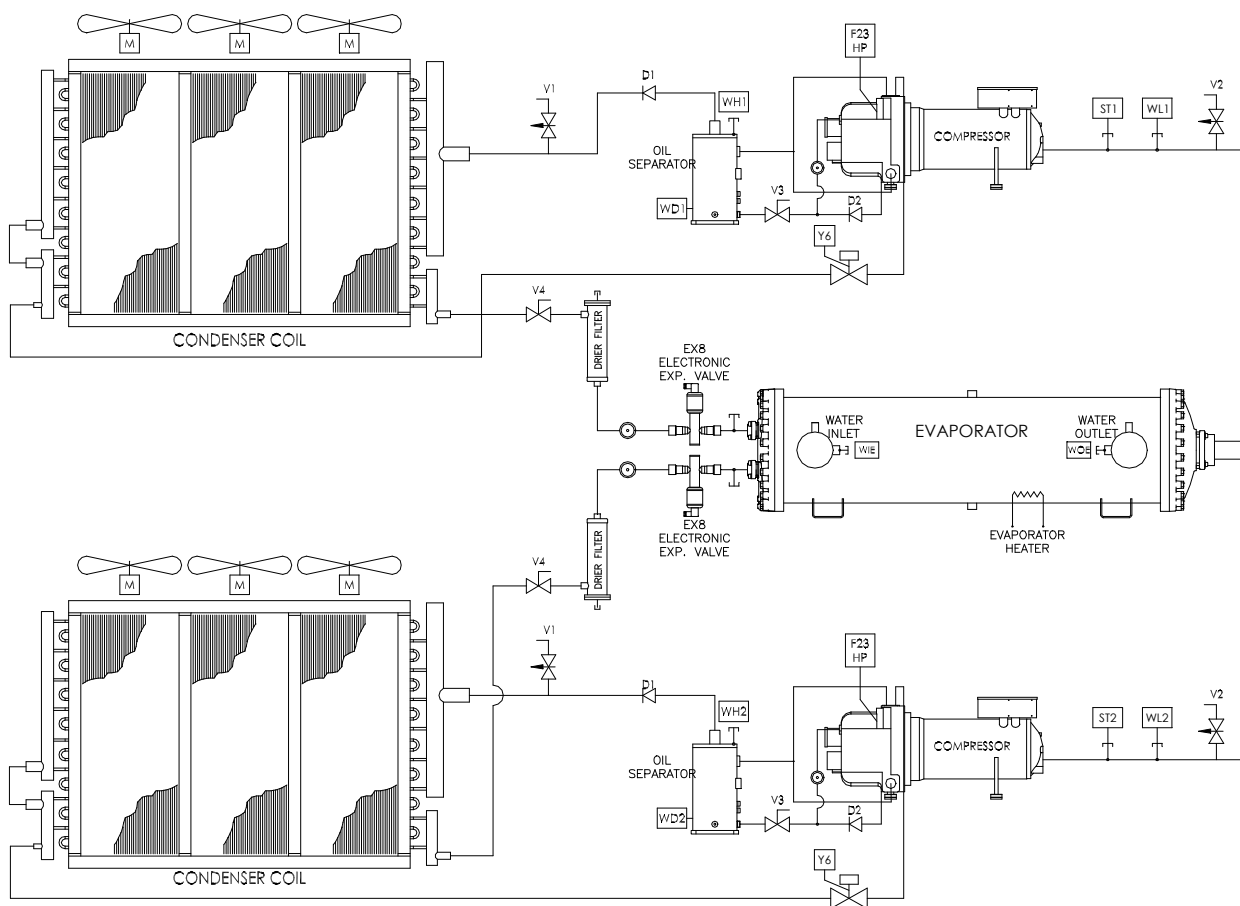 M
M
M
F23
HP
D1
V1
WH1
ST1
WL1
V2
COMPRESSOR
OIL
SEPARATOR
V3
WD1
D2
Y6
V4
CONDENSER COIL
DRIER FILTER
EX8
ELECTRONIC
EXP. VALVE
WATER
INLET
EVAPORATOR
WATER
OUTLET
WIE
WOE
EX8
ELECTRONIC
EXP. VALVE
EVAPORATOR
HEATER
DRIER FILTER
V4
M
M
M
V1
F23
HP
D1
WH2
ST2
WL2
V2
COMPRESSOR
OIL
SEPARATOR
V3
WD2
D2
Y6
CONDENSER COIL